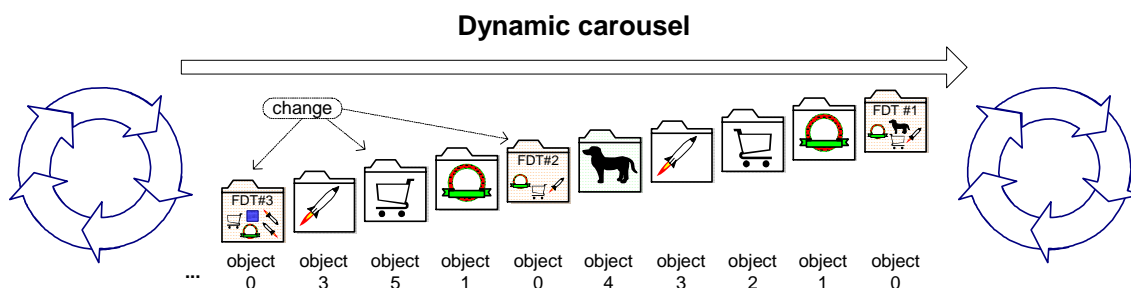 Dynamic carousel
change
FDT #1
FDT#2
FDT#3
... object object object object object object object object object object
0 3 5 1 0 4 3 2 1 0